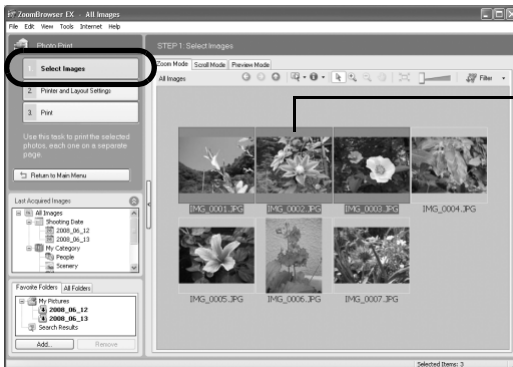 ZoomBrowser EX - All Images
File Edit View Tools Internet Help
Photo Print
1 Select Images
2 Printer and Layout Settings
3 Print
Use this task to print the selected
photos, each one on a separate
page.
Return to Main Menu
Last Acquired Images
All Images
Shooting Date
2008_06_12
2008_06_13
My Category
People
Scenery
Favorite Folders All Folders
My Pictures
2008_06_12
2008_06_13
Search Results
Add... Remove
STEP 1: Select Images
Zoom Mode Scroll Mode Preview Mode
All Images Filter
IMG_0001.JPG IMG_0002.JPG IMG_0003.JPG IMG_0004.JPG
IMG_0005.JPG IMG_0006.JPG IMG_0007.JPG
Selected Items: 3